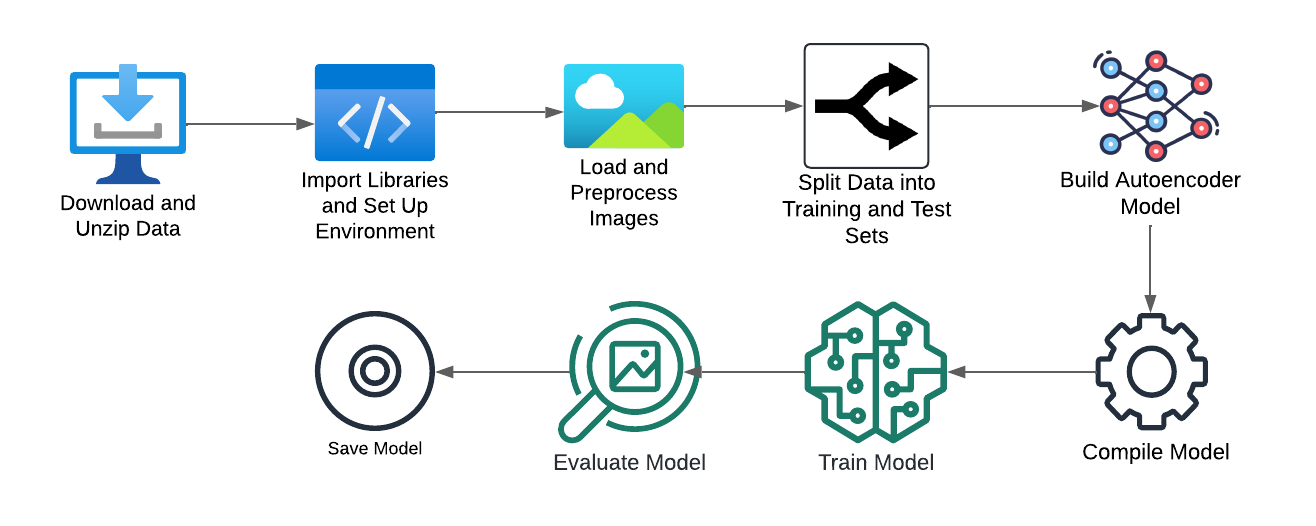 Download and
Unzip Data
Import Libraries
and Set Up
Environment
Load and
Preprocess
Images
Split Data into
Training and Test
Sets
Build Autoencoder
Model
Compile Model
Train Model
Evaluate Model
Save Model